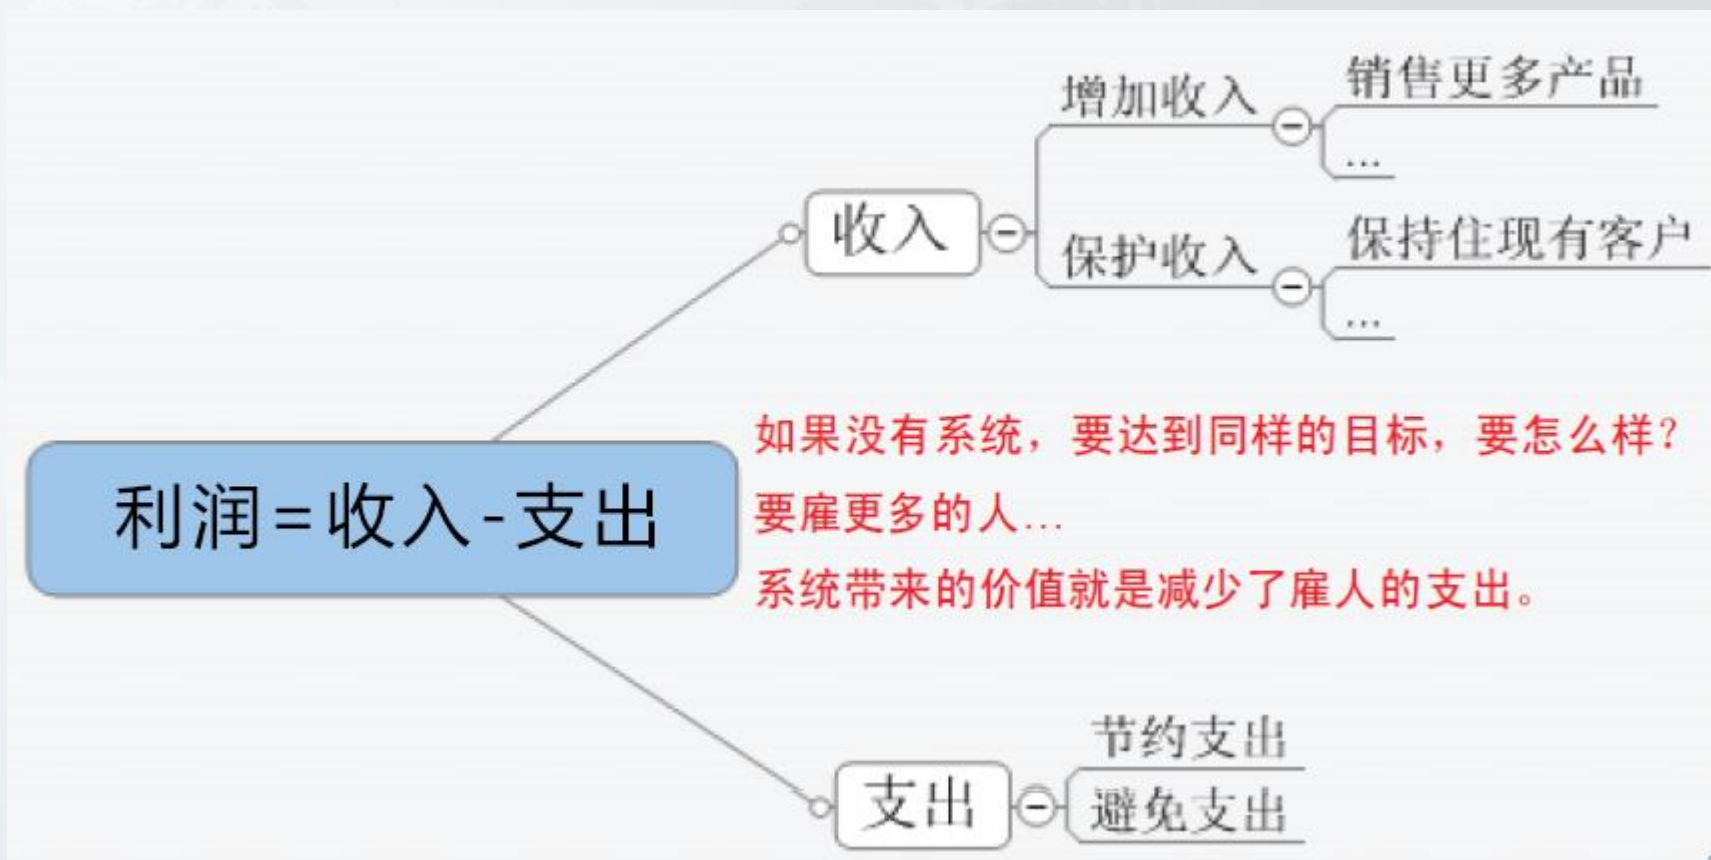 销售更多产品
增加收入
...
收入
保持住现有客户
保护收入
...
如果没有系统，要达到同样的目标，要怎么样？
利润=收入-支出
要雇更多的人...
系统带来的价值就是减少了雇人的支出。
节约支出
支出
避免支出